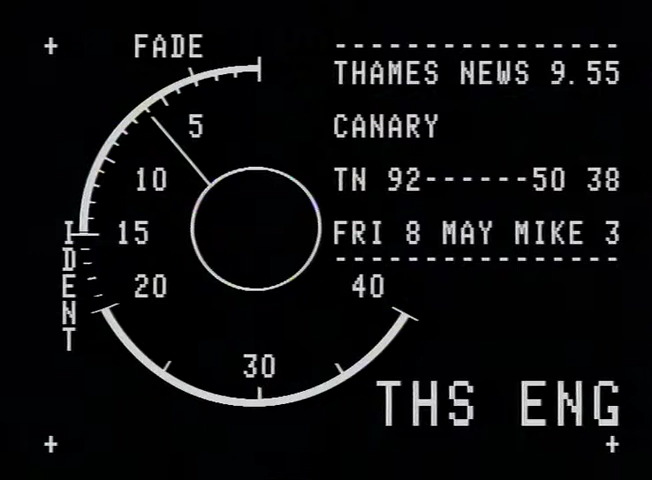 FADE
5
10
15
20
30
40
IDENT
----------------
THAMES NEWS 9.55
CANARY
TN 92------50 38
FRI 8 MAY MIKE 3
----------------
THS ENG